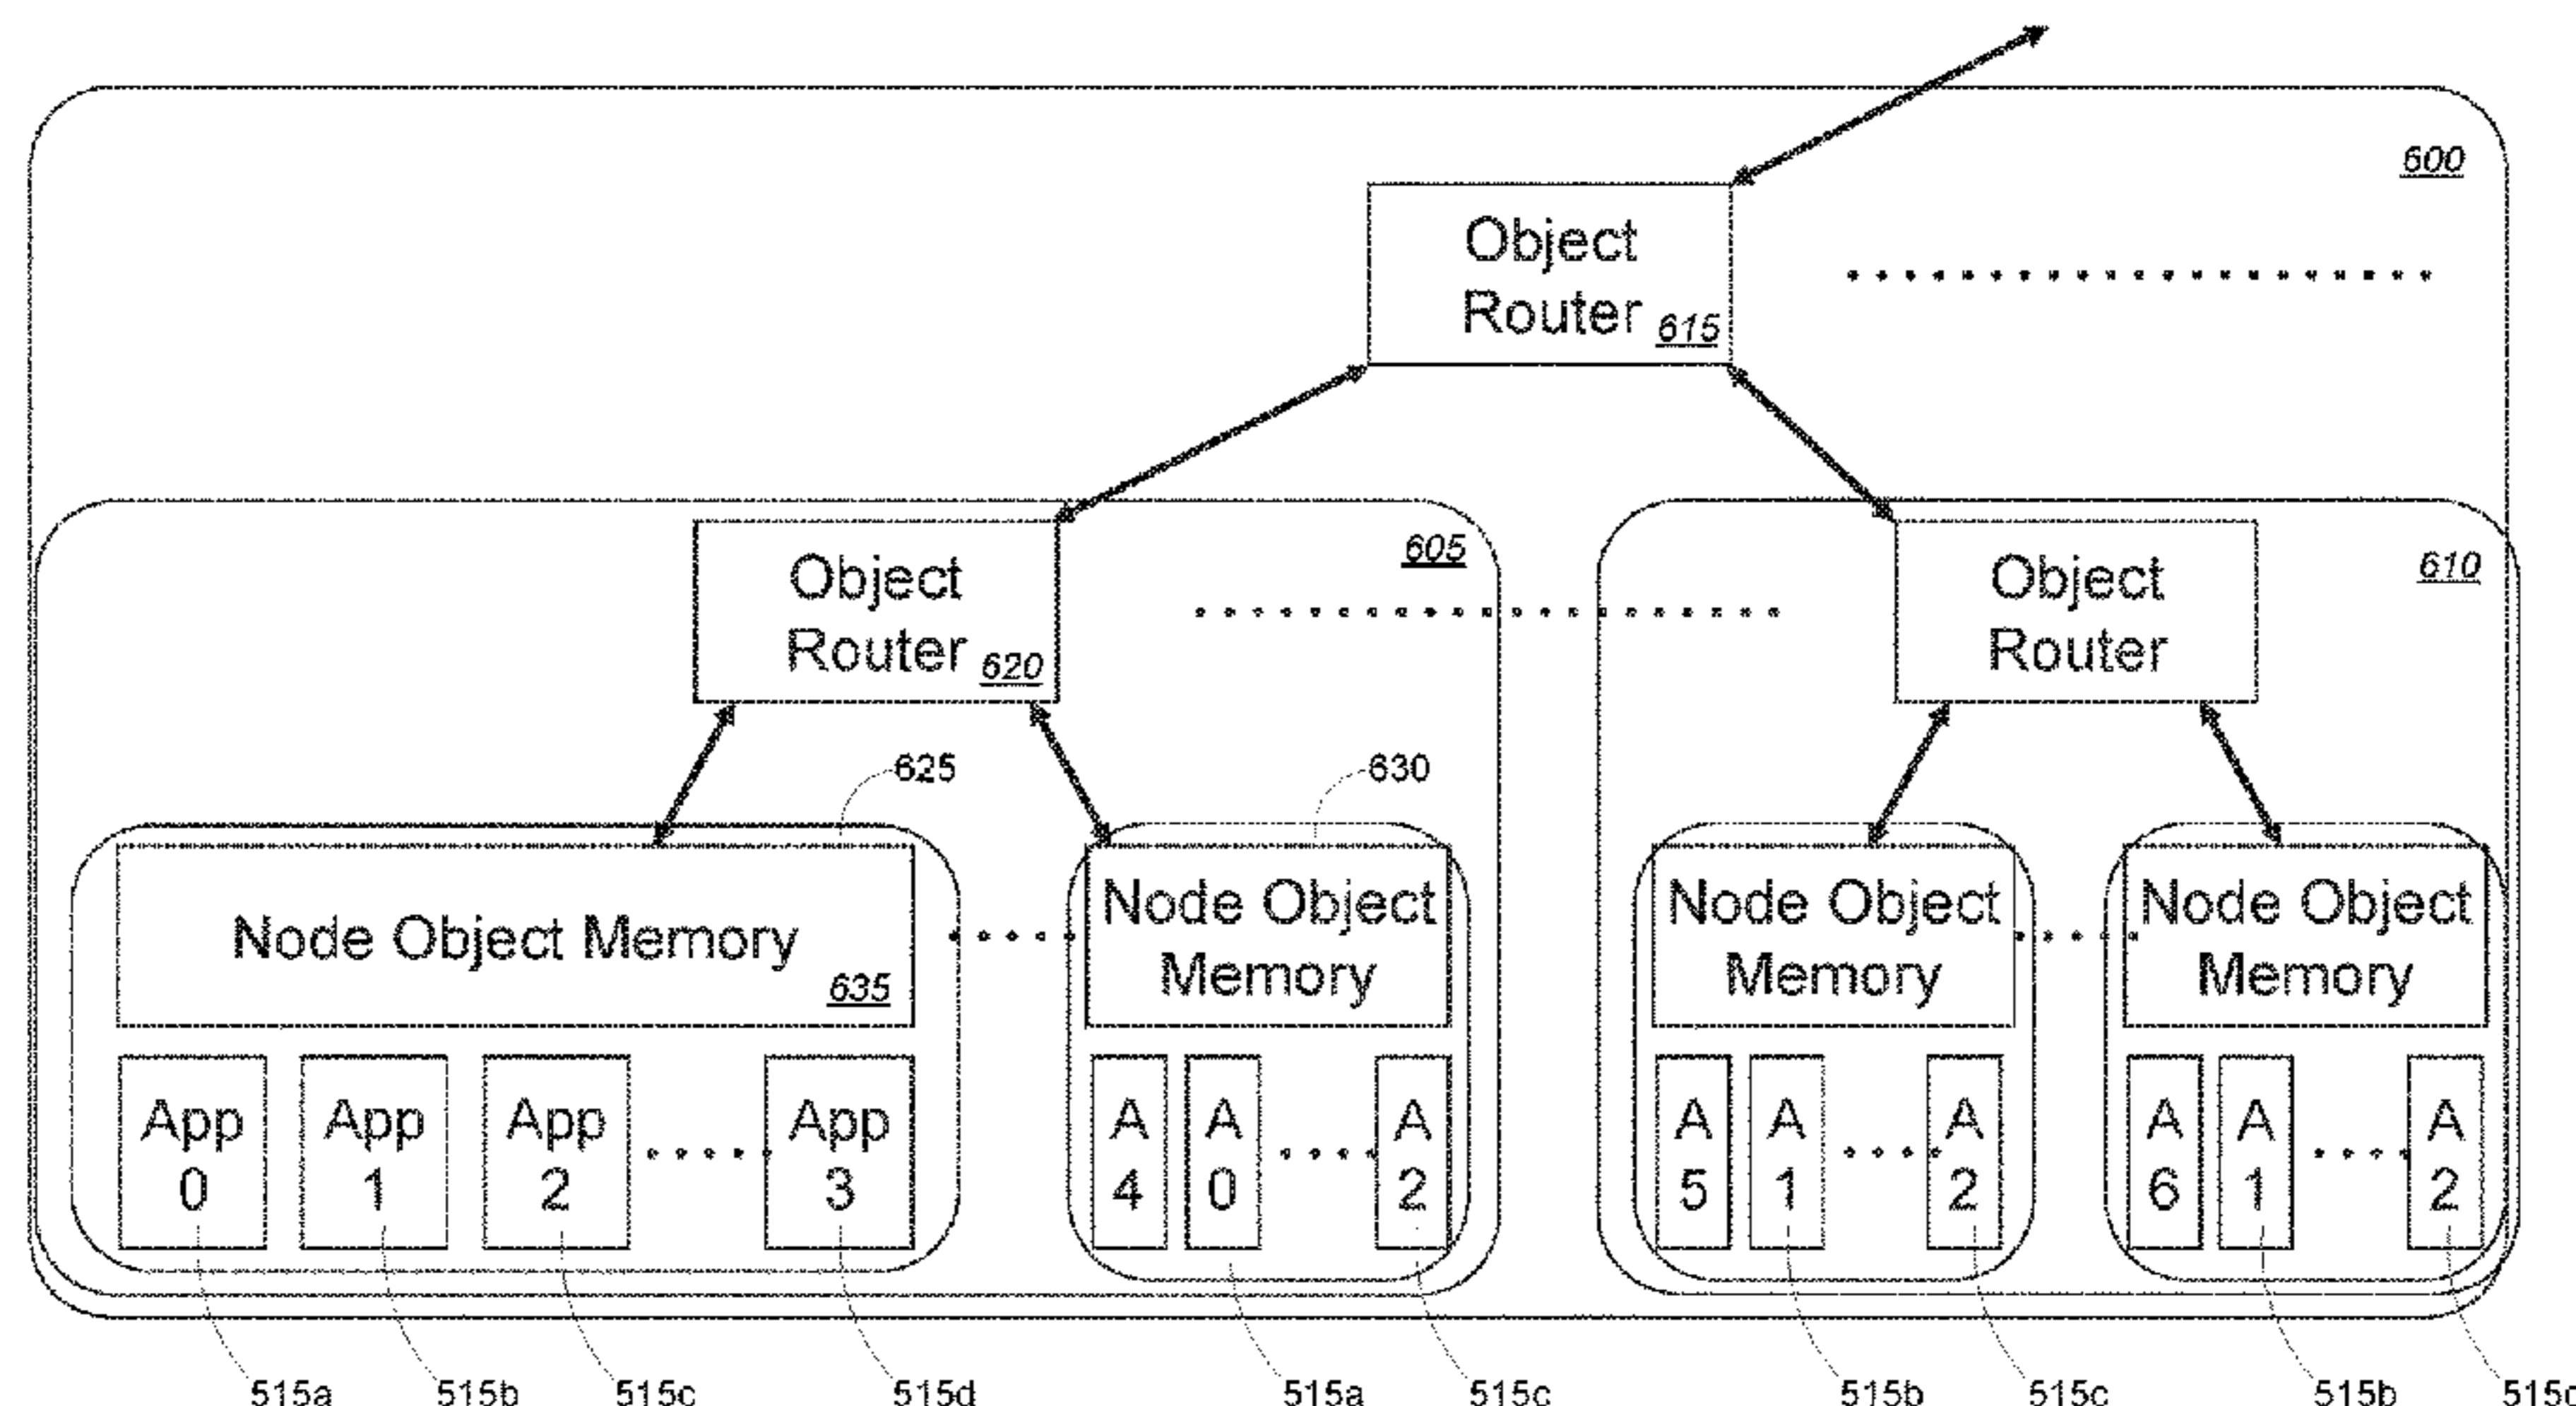 600
Object
Router 615
605
610
Object
Router 620
Object
Router
625
630
Node Object Memory
635
Node Object
Memory
Node Object
Memory
Node Object
Memory
App
0
App
1
App
2
App
3
A
4
A
0
A
2
A
5
A
1
A
2
A
6
A
1
A
2
515a
515b
515c
515d
515a
515c
515b
515c
515b
515c